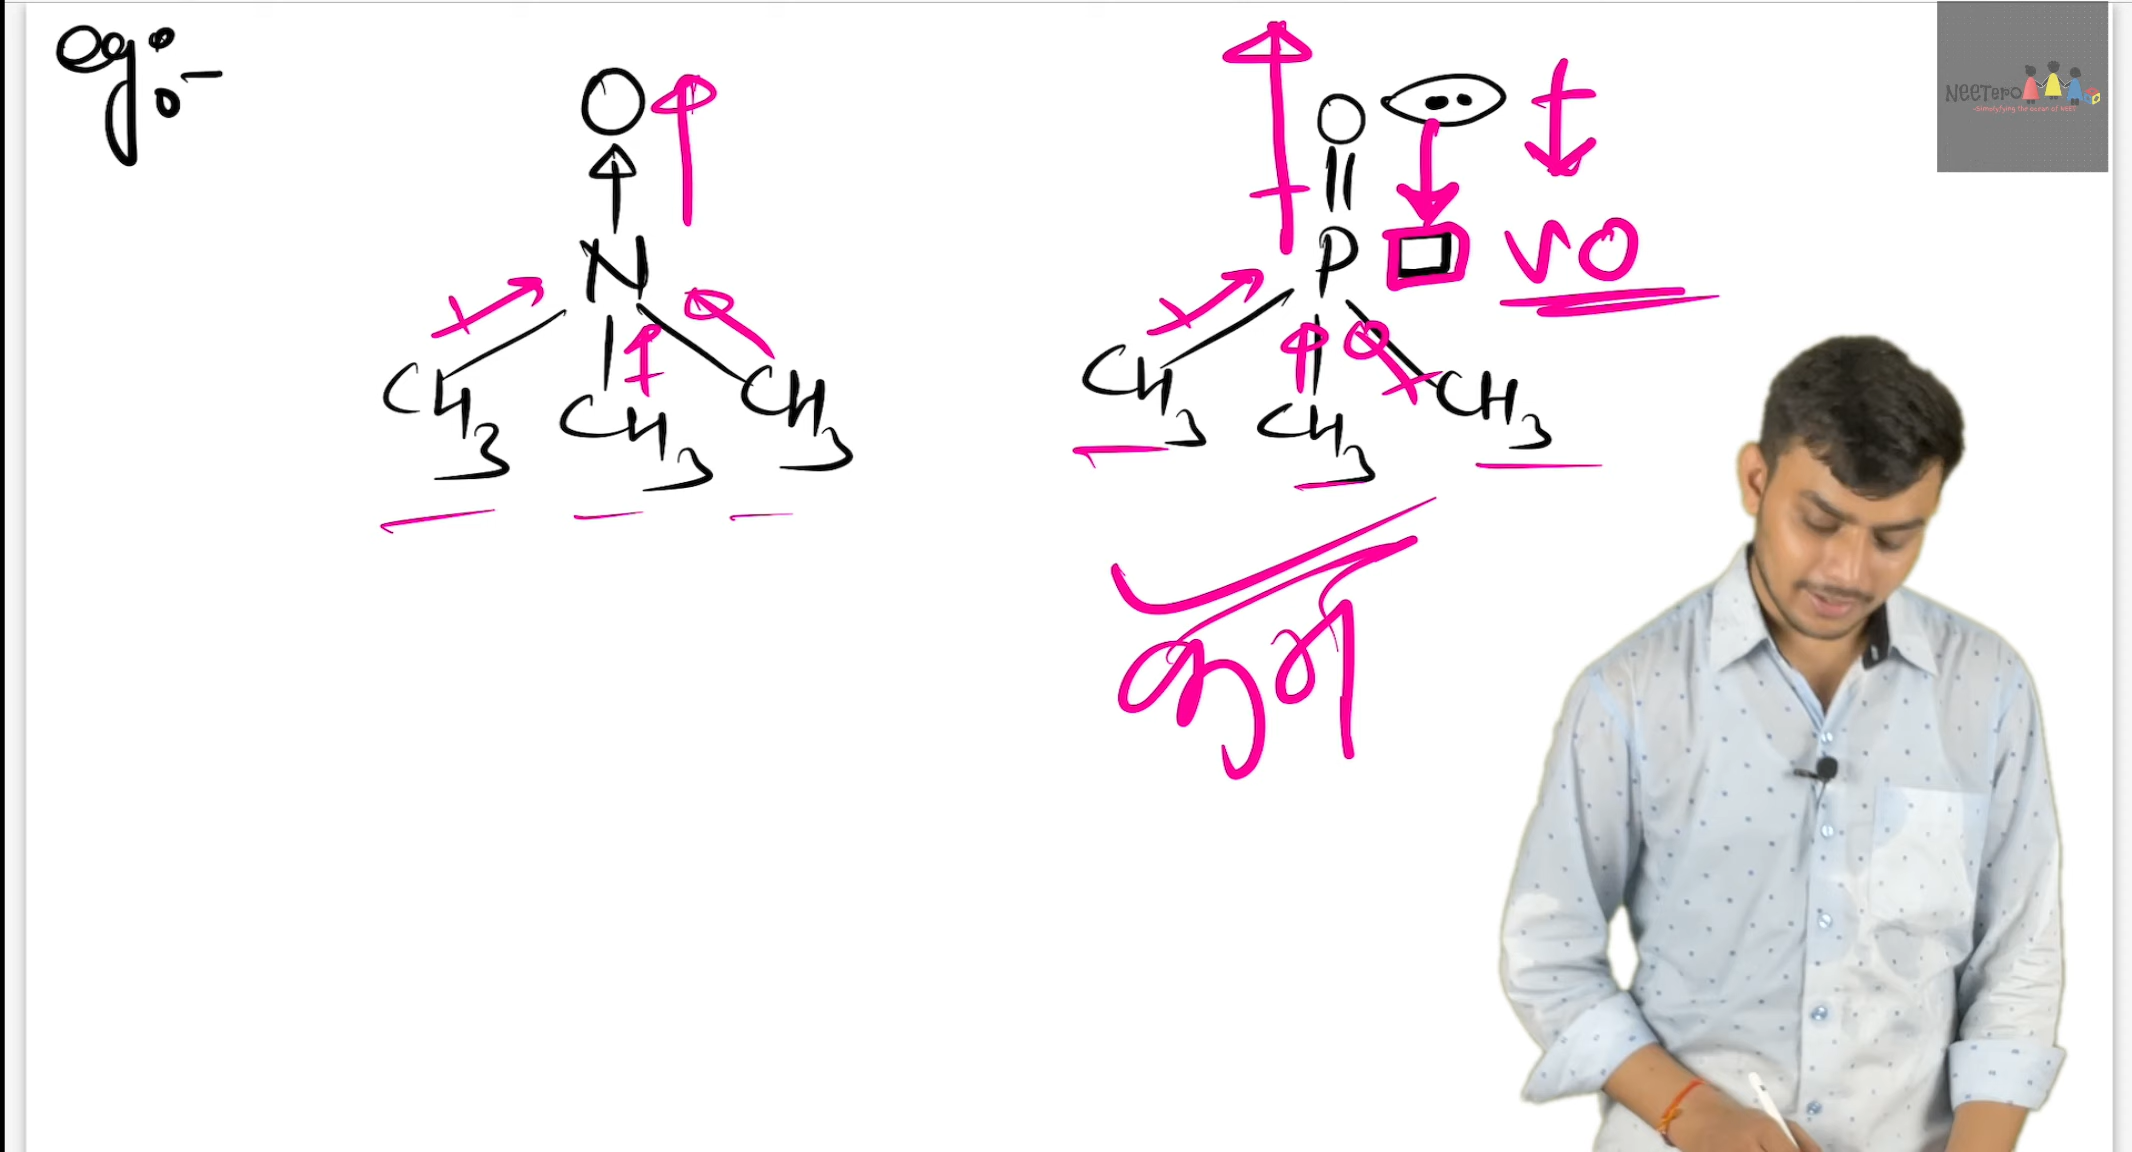 eg:-
O
N
CH3 CH3 CH3
O
P VO
CH3 CH3 CH3
कम
NEETero